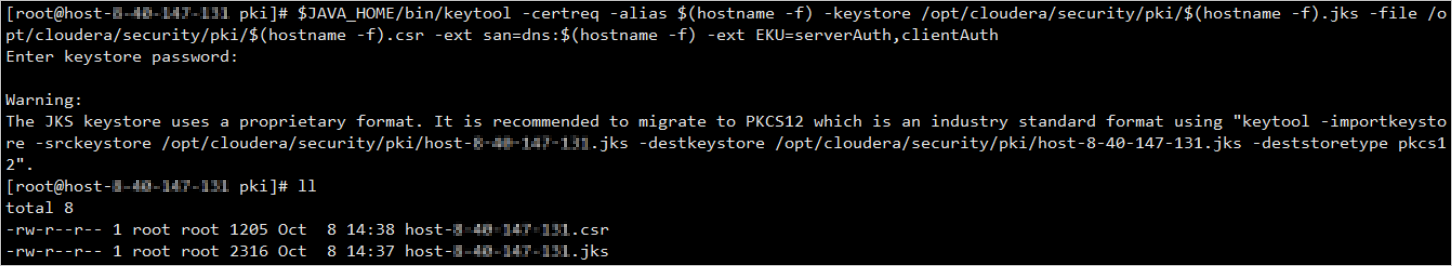 [root@host-8-40-147-131 pki]# $JAVA_HOME/bin/keytool -certreq -alias $(hostname -f) -keystore /opt/cloudera/security/pki/$(hostname -f).jks -file /o
pt/cloudera/security/pki/$(hostname -f).csr -ext san=dns:$(hostname -f) -ext EKU=serverAuth,clientAuth
Enter keystore password:
Warning:
The JKS keystore uses a proprietary format. It is recommended to migrate to PKCS12 which is an industry standard format using "keytool -importkeysto
re -srckeystore /opt/cloudera/security/pki/host-8-40-147-131.jks -destkeystore /opt/cloudera/security/pki/host-8-40-147-131.jks -deststoretype pkcs1
2".
[root@host-8-40-147-131 pki]# ll
total 8
-rw-r--r-- 1 root root 1205 Oct  8 14:38 host-8-40-147-131.csr
-rw-r--r-- 1 root root 2316 Oct  8 14:37 host-8-40-147-131.jks